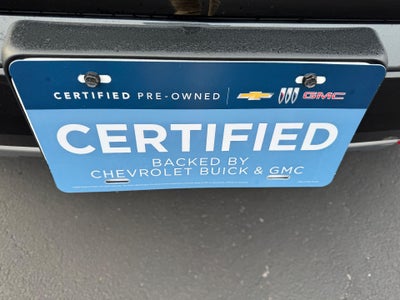 CERTIFIED PRE-OWNED | GMC
CERTIFIED
BACKED BY
CHEVROLET BUICK & GMC